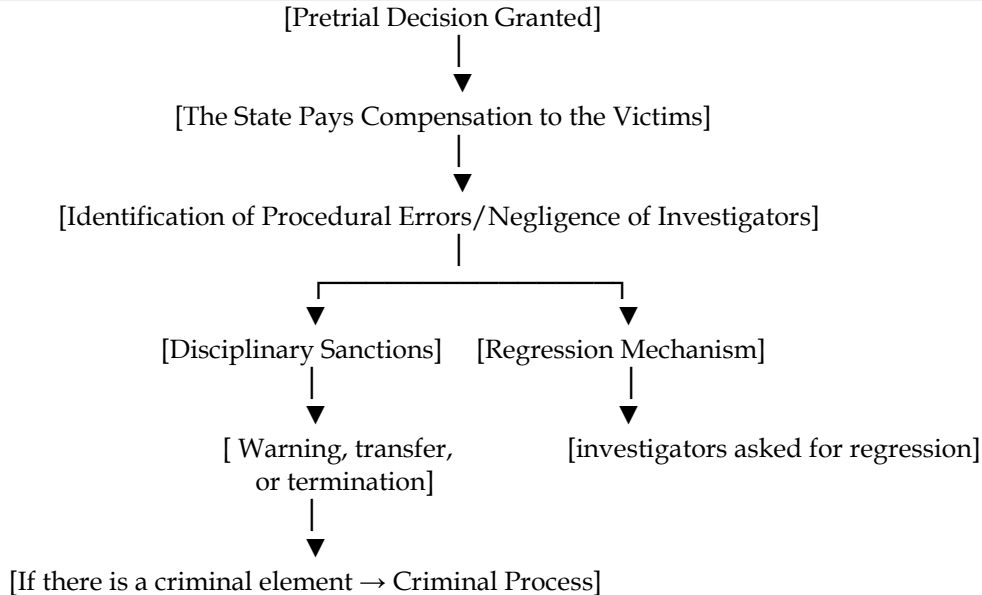 [Pretrial Decision Granted]
[The State Pays Compensation to the Victims]
[Identification of Procedural Errors/Negligence of Investigators]
[Disciplinary Sanctions] [Regression Mechanism]
[ Warning, transfer, [investigators asked for regression]
or termination]
[If there is a criminal element → Criminal Process]